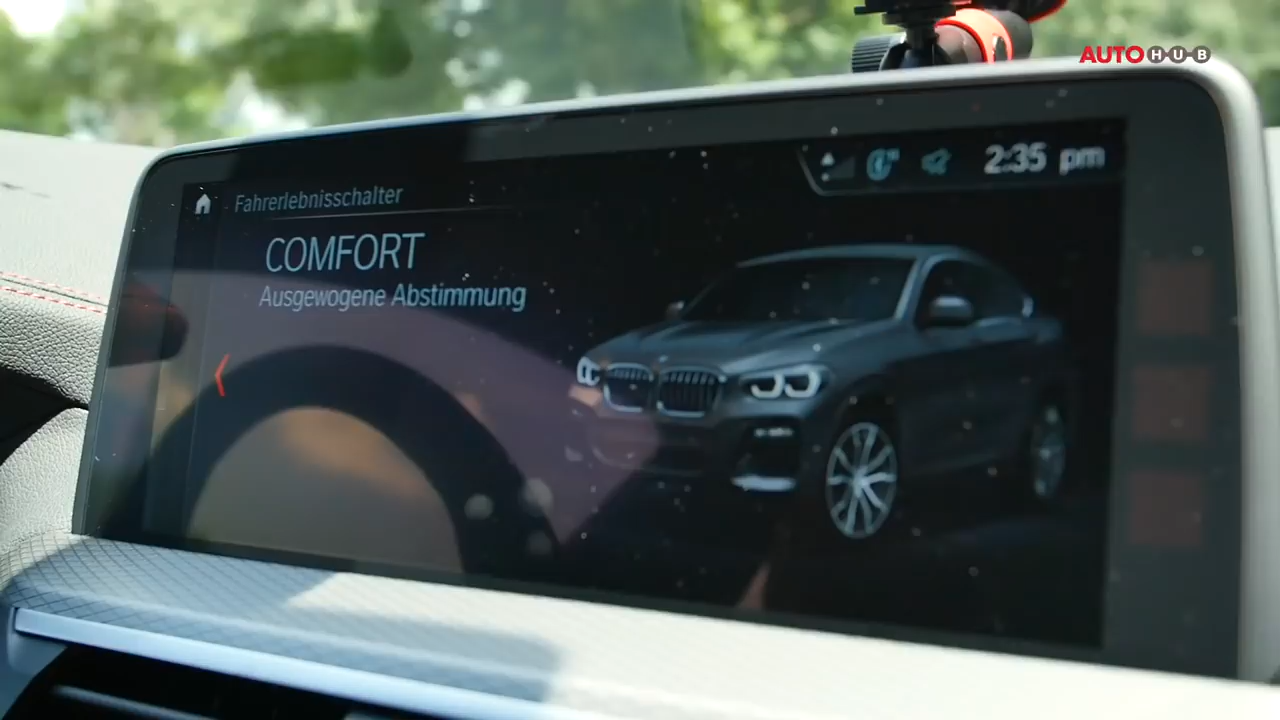 AUTO HUB
2:35 pm
Fahrerlebnisschalter
COMFORT
Ausgewogene Abstimmung